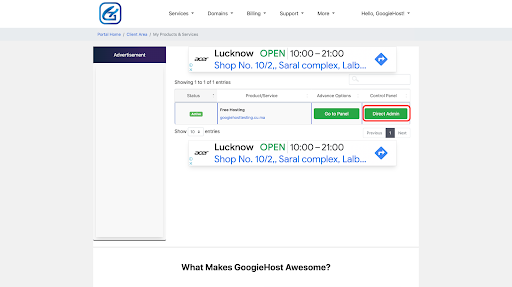 Services Domains Billing Support More Hello, GoogieHost!
Portal Home / Client Area / My Products & Services
Advertisement
acer Lucknow OPEN 10:00 – 21:00
Shop No. 10/2,, Saral complex, Lalb...
Showing 1 to 1 of 1 entries
Status Product/Service Advance Options Control Panel
Active Free Hosting Go to Panel Direct Admin
Show 10 entries Previous 1 Next
acer Lucknow OPEN 10:00 – 21:00
Shop No. 10/2,, Saral complex, Lalb...
What Makes GoogieHost Awesome?